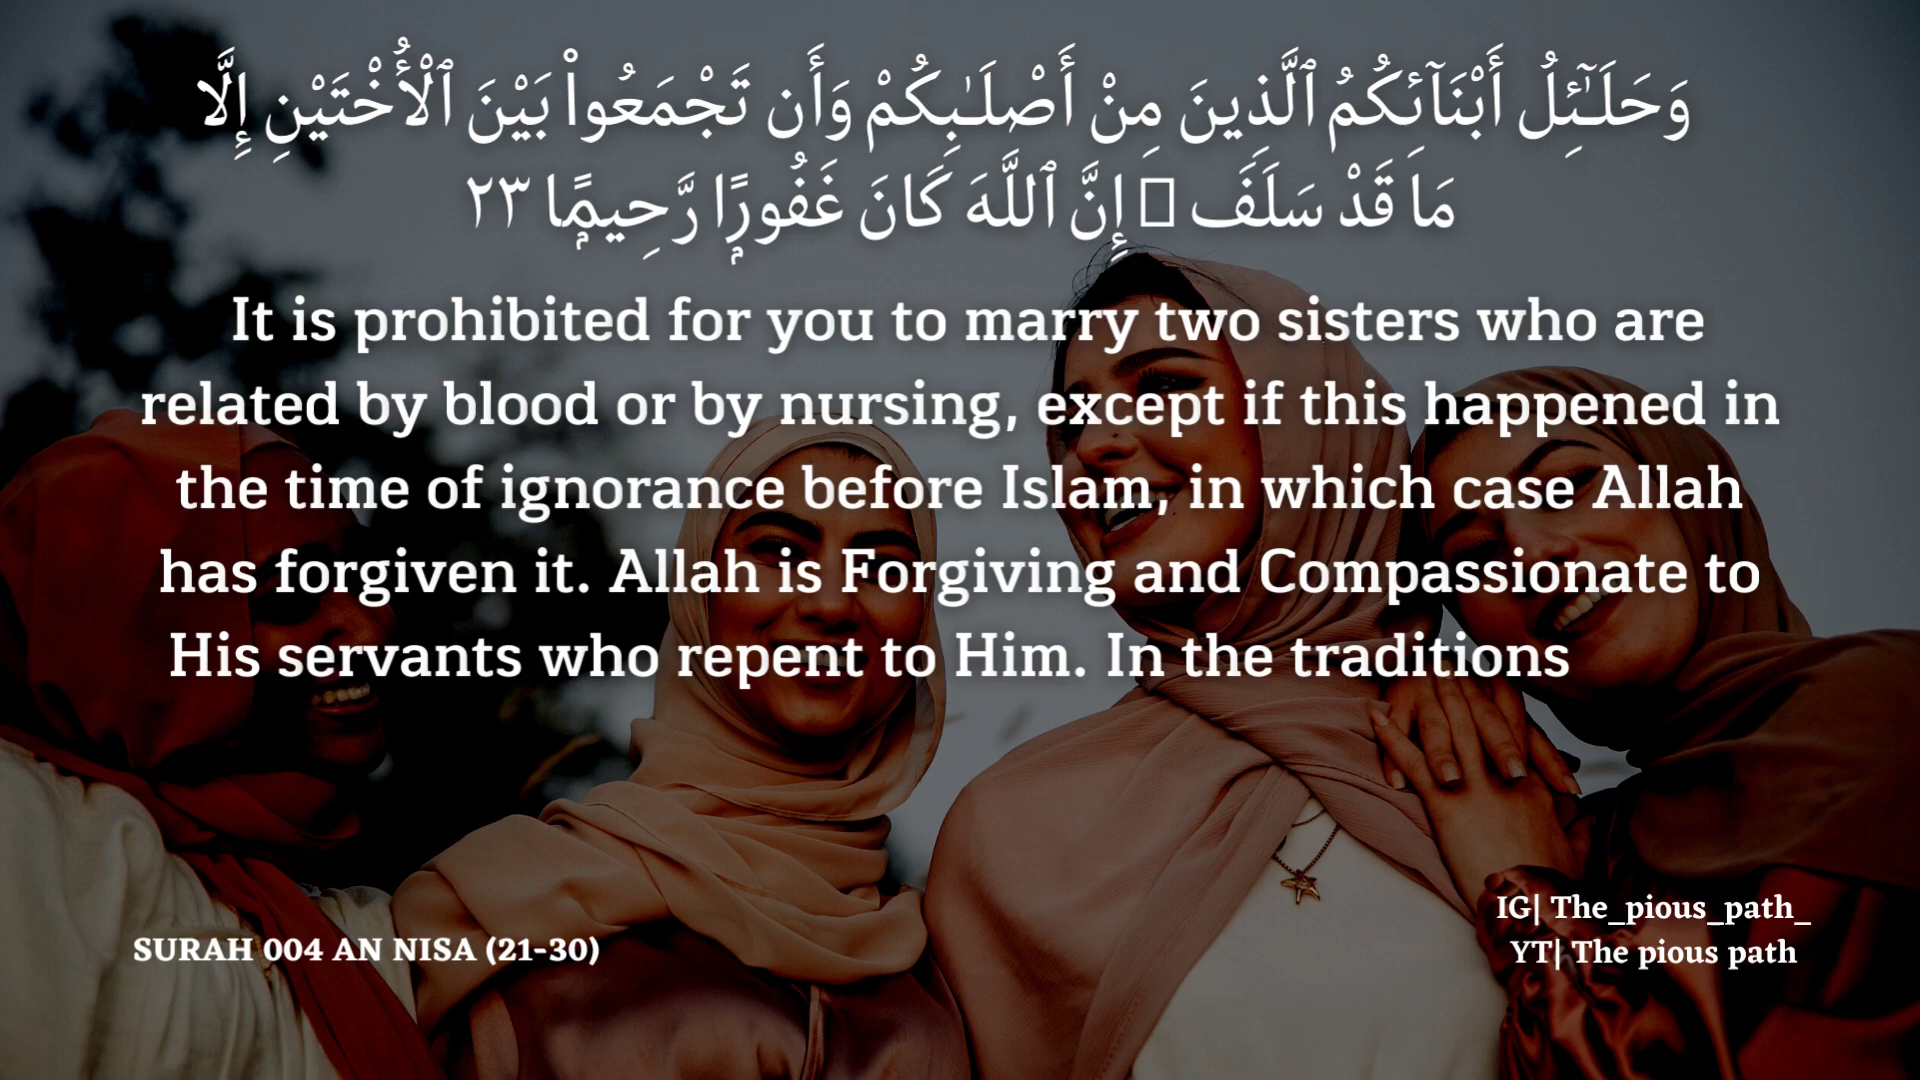 وَحَلَـٰٓئِلُ أَبْنَآئِكُمُ ٱلَّذِينَ مِنْ أَصْلَـٰبِكُمْ وَأَن تَجْمَعُوا۟ بَيْنَ ٱلْأُخْتَيْنِ إِلَّا
مَا قَدْ سَلَفَ إِنَّ ٱللَّهَ كَانَ غَفُورًۭا رَّحِيمًۭا ٢٣
It is prohibited for you to marry two sisters who are
related by blood or by nursing, except if this happened in
the time of ignorance before Islam, in which case Allah
has forgiven it. Allah is Forgiving and Compassionate to
His servants who repent to Him. In the traditions
SURAH 004 AN NISA (21-30)
IG| The_pious_path_
YT| The pious path